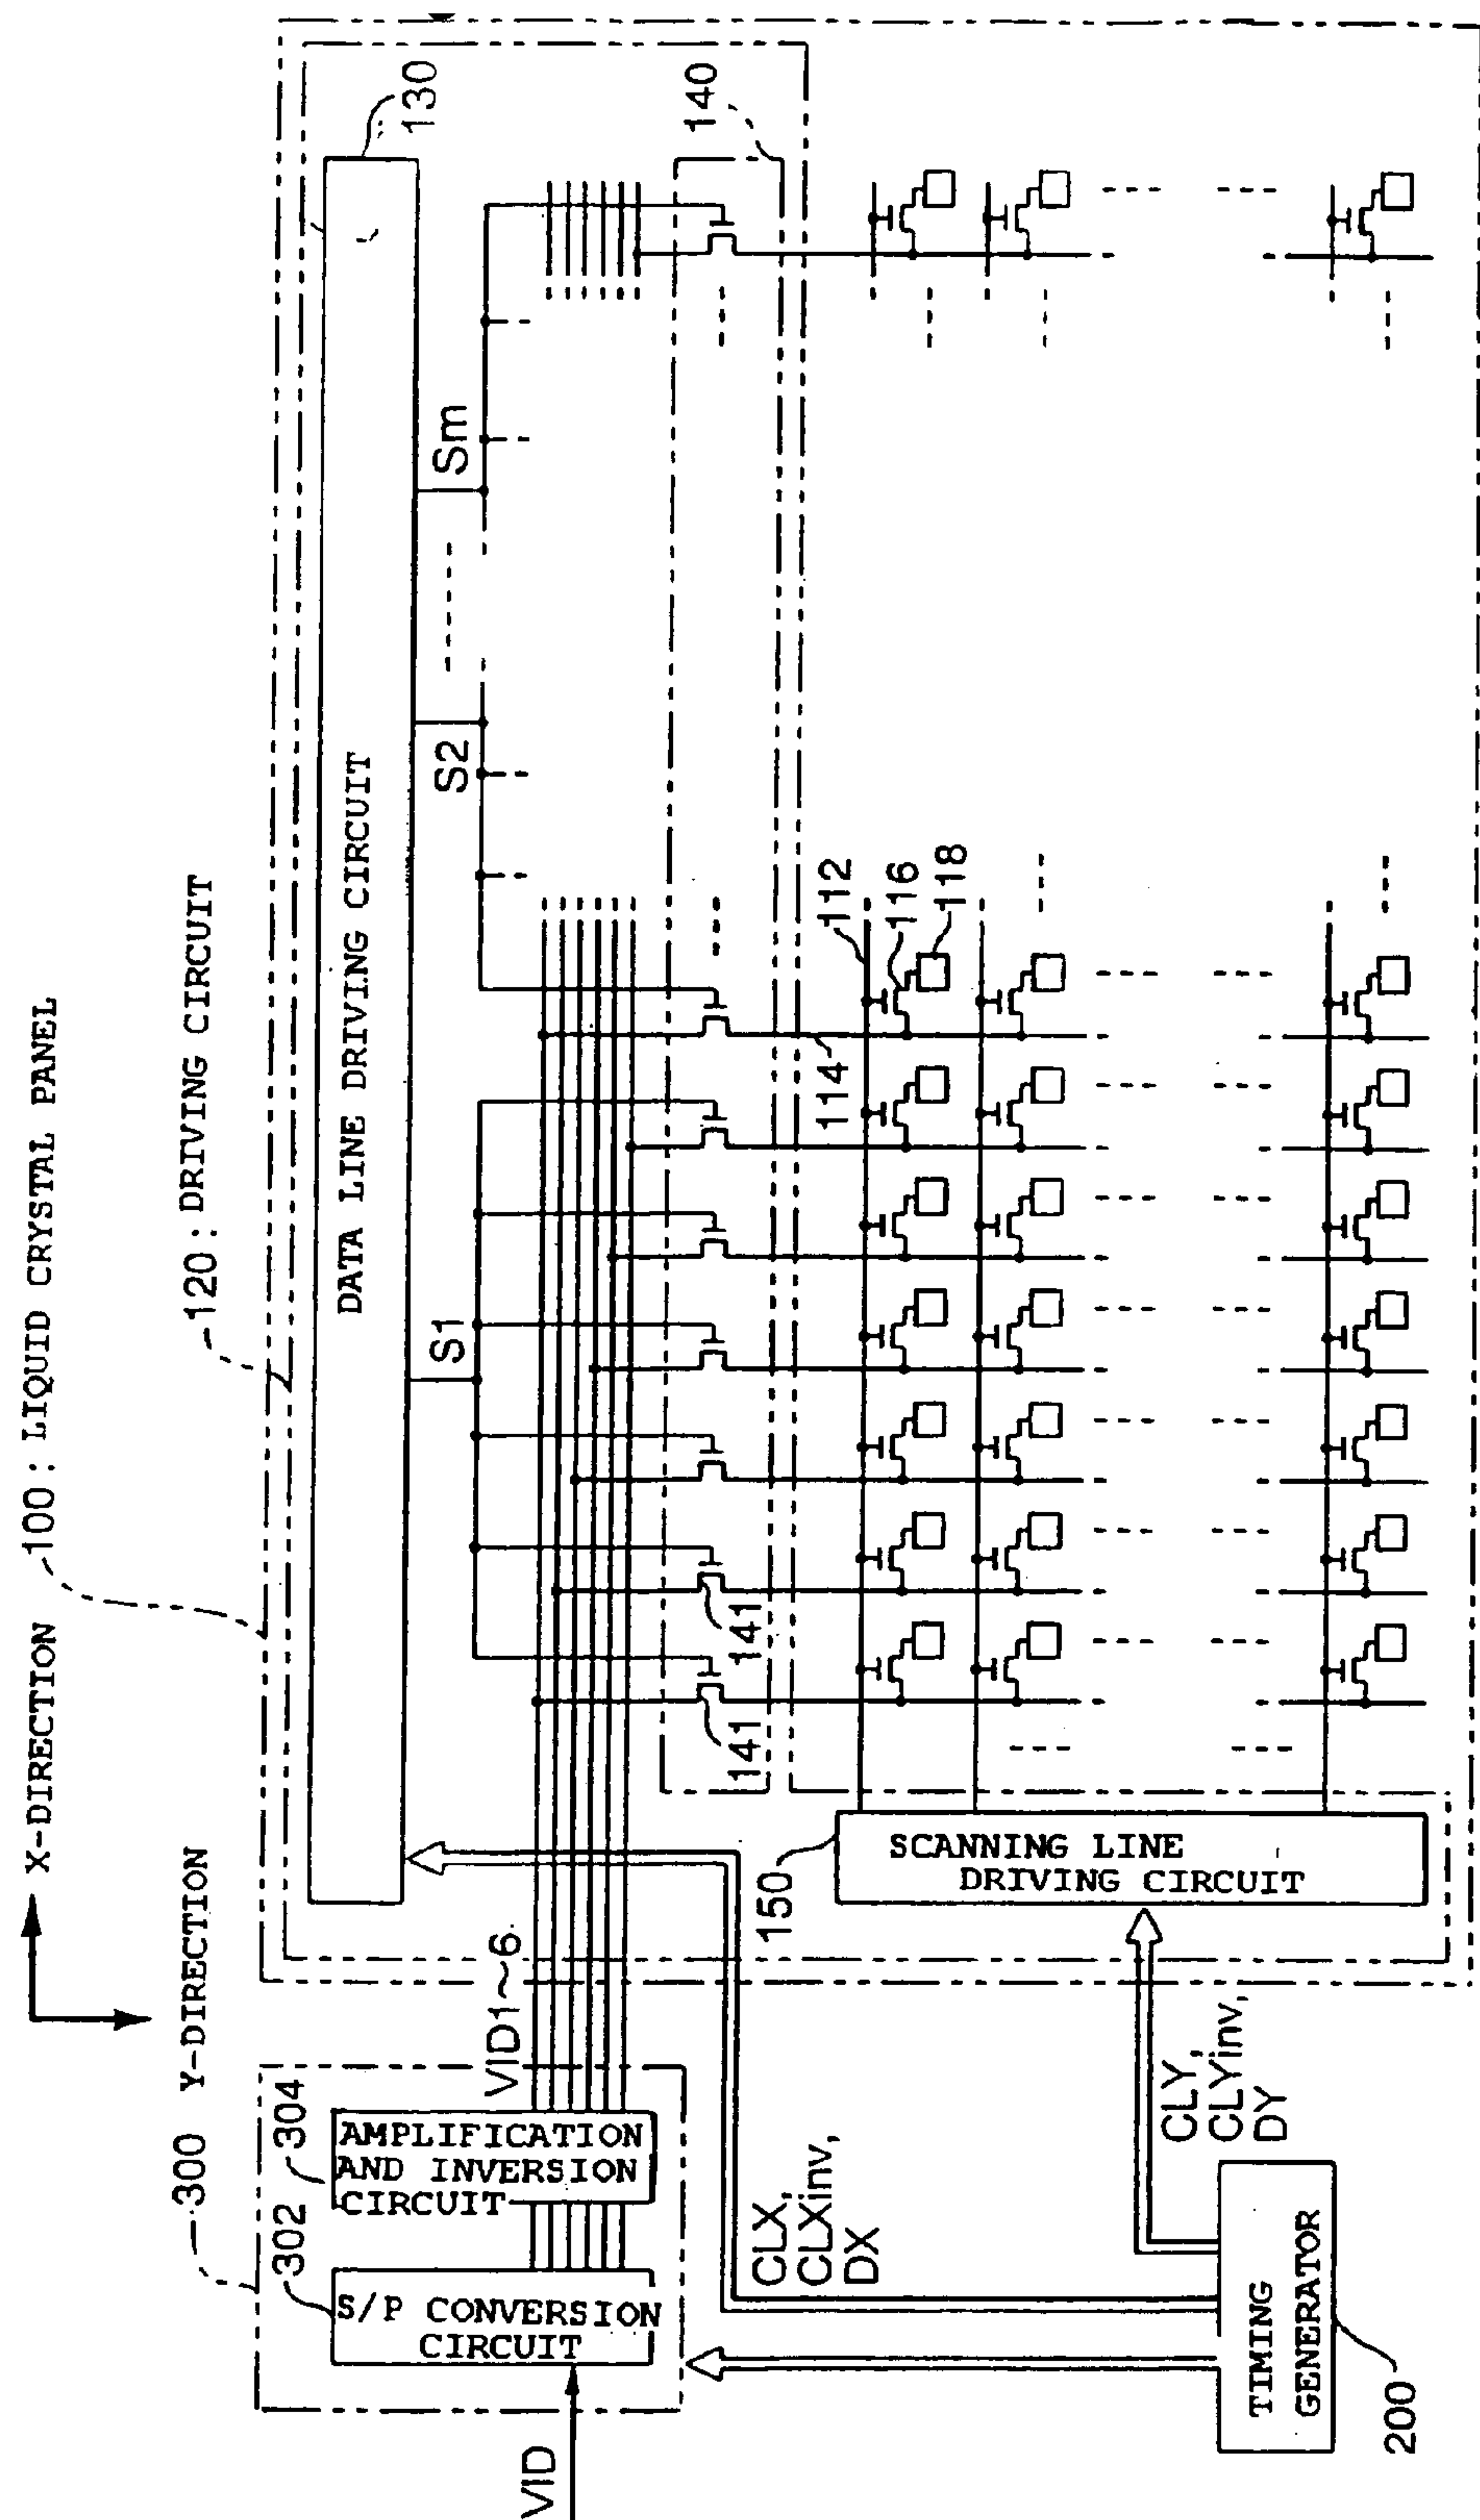 X-DIRECTION
Y-DIRECTION
100: LIQUID CRYSTAL PANEL
120: DRIVING CIRCUIT
300
302
304
VID
S/P CONVERSION
CIRCUIT
AMPLIFICATION
AND INVERSION
CIRCUIT
VID1~6
DATA LINE DRIVING CIRCUIT
130
S1
S2
Sm
140
141
141
114
112
116
118
150
SCANNING LINE
DRIVING CIRCUIT
CLX,
CLXinv,
DX
CLY,
CLYinv,
DY
TIMING
GENERATOR
200